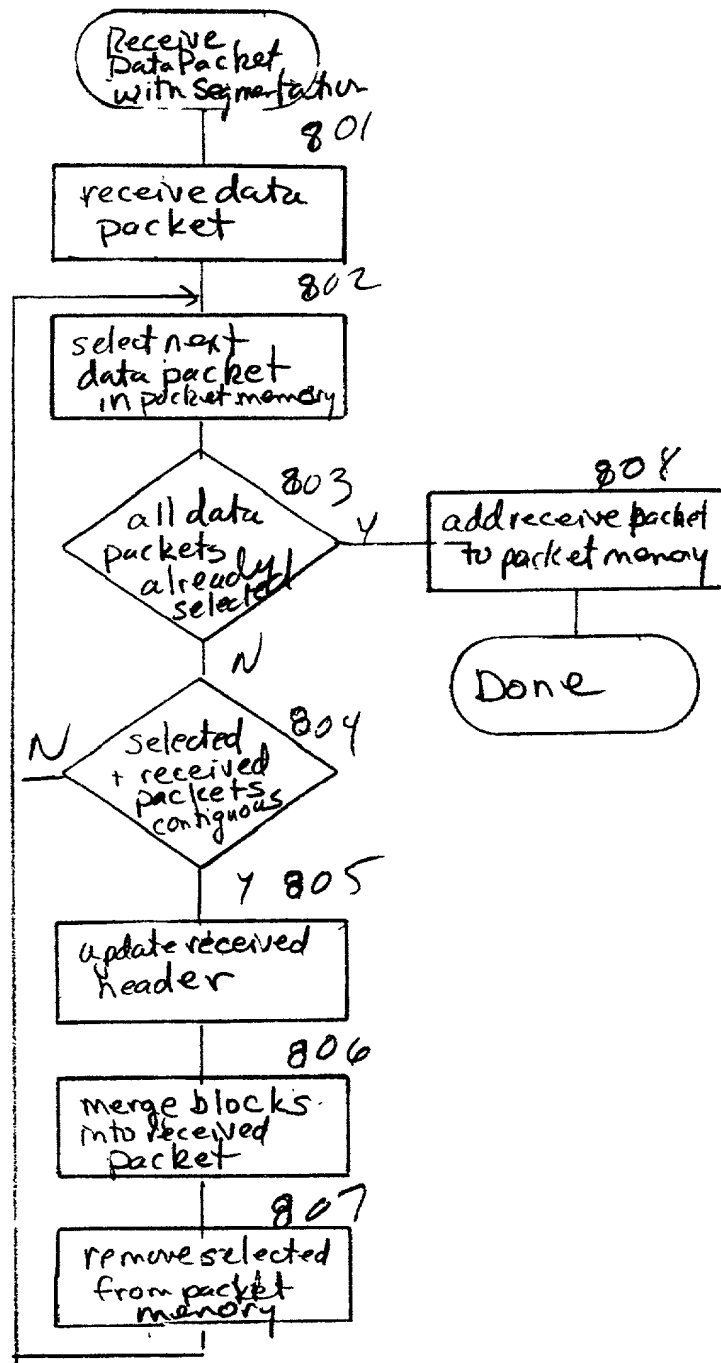 Receive
Data Packet
with Segmentation
801
receive data
packet
802
select next
data packet
in packet memory
803
all data
packets
already
selected
Y
808
add receive packet
to packet memory
Done
N
804
selected
+ received
packets
contiguous
N
Y
805
update received
header
806
merge blocks
into received
packet
807
remove selected
from packet
memory